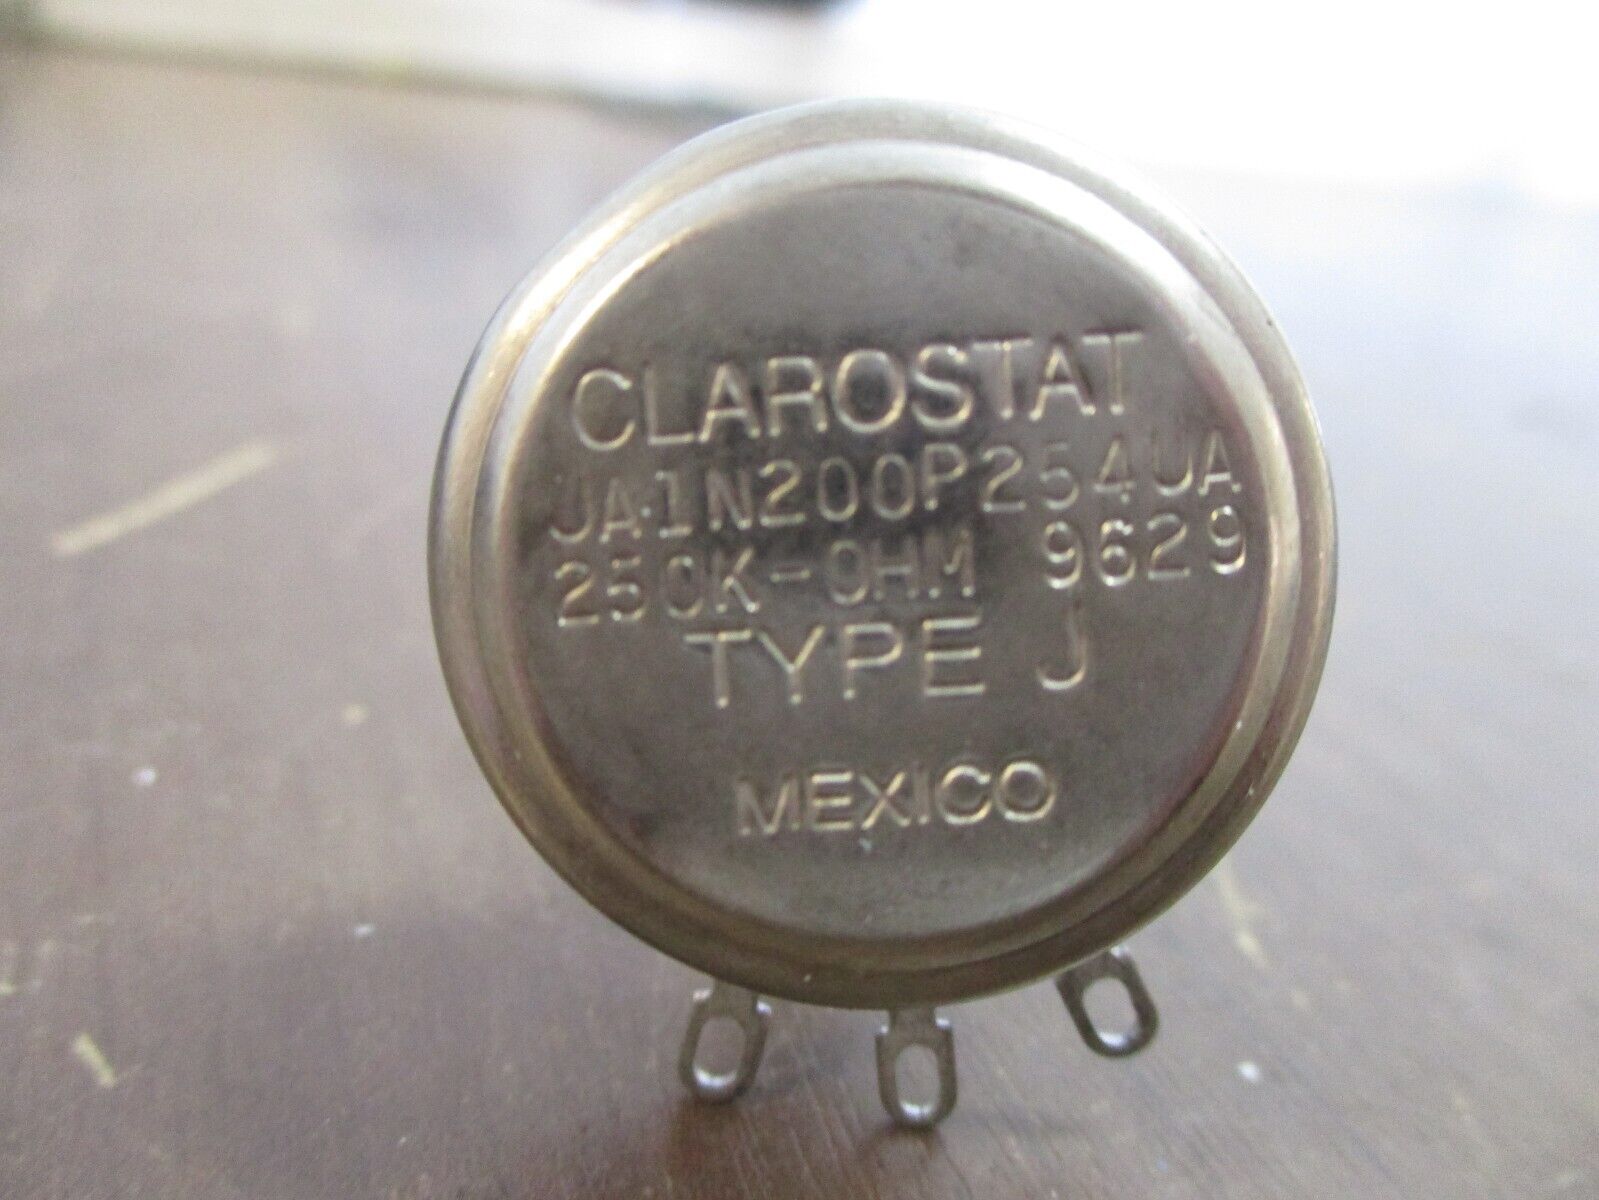 CLAROSTAT
JA1N200P254UA
250K-OHM 9629
TYPE J
MEXICO